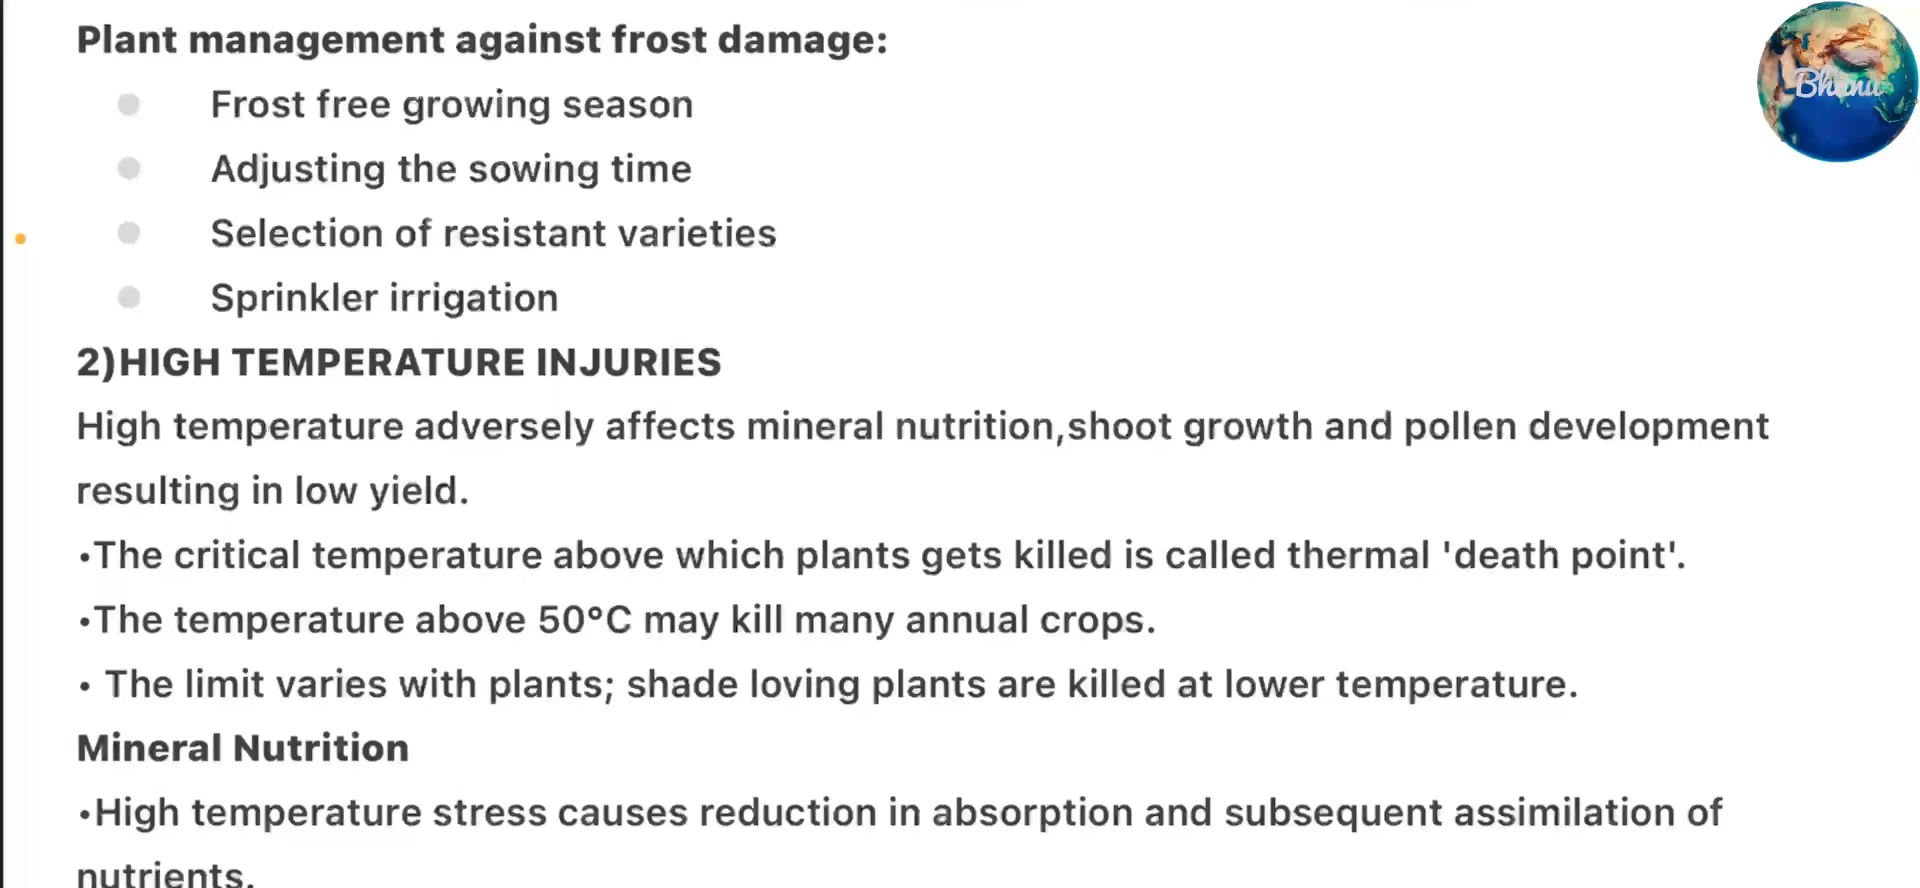 Plant management against frost damage:
Bhanu
Frost free growing season
Adjusting the sowing time
Selection of resistant varieties
Sprinkler irrigation
2)HIGH TEMPERATURE INJURIES
High temperature adversely affects mineral nutrition,shoot growth and pollen development
resulting in low yield.
•The critical temperature above which plants gets killed is called thermal 'death point'.
•The temperature above 50°C may kill many annual crops.
• The limit varies with plants; shade loving plants are killed at lower temperature.
Mineral Nutrition
•High temperature stress causes reduction in absorption and subsequent assimilation of
nutrients.